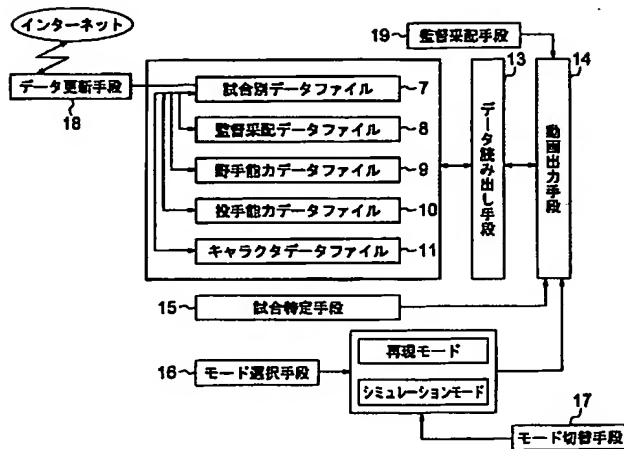 インターネット
データ更新手段
18
試合別データファイル
7
監督采配データファイル
8
野手能力データファイル
9
投手能力データファイル
10
キャラクタデータファイル
11
19
監督采配手段
13
データ読み出し手段
14
動画出力手段
15
試合特定手段
16
モード選択手段
再現モード
シミュレーションモード
17
モード切替手段